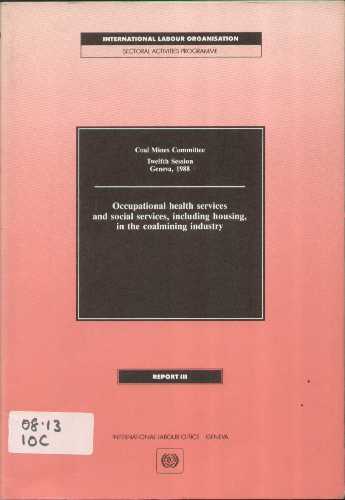 INTERNATIONAL LABOUR ORGANISATION
SECTORAL ACTIVITIES PROGRAMME
Coal Mines Committee
Twelfth Session
Geneva, 1988
Occupational health services
and social services, including housing,
in the coalmining industry
REPORT III
08.13
IOC
INTERNATIONAL LABOUR OFFICE GENEVA